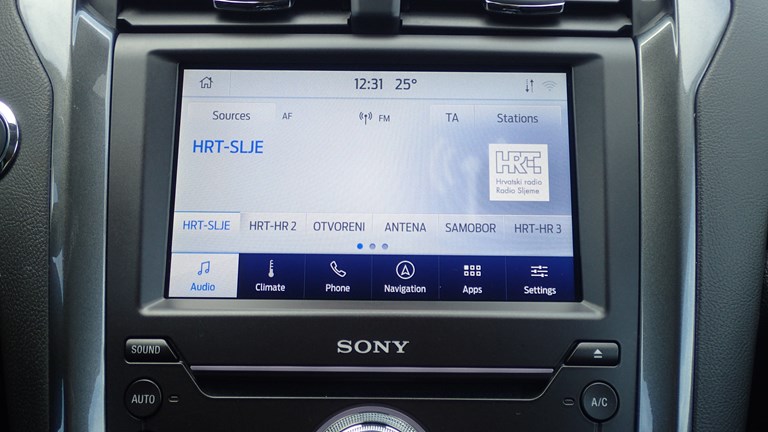 12:31 25°
Sources AF FM TA Stations
HRT-SLJE
HRT
Hrvatski radio
Radio Sljeme
HRT-SLJE HRT-HR 2 OTVORENI ANTENA SAMOBOR HRT-HR 3
Audio Climate Phone Navigation Apps Settings
SOUND SONY
AUTO A/C